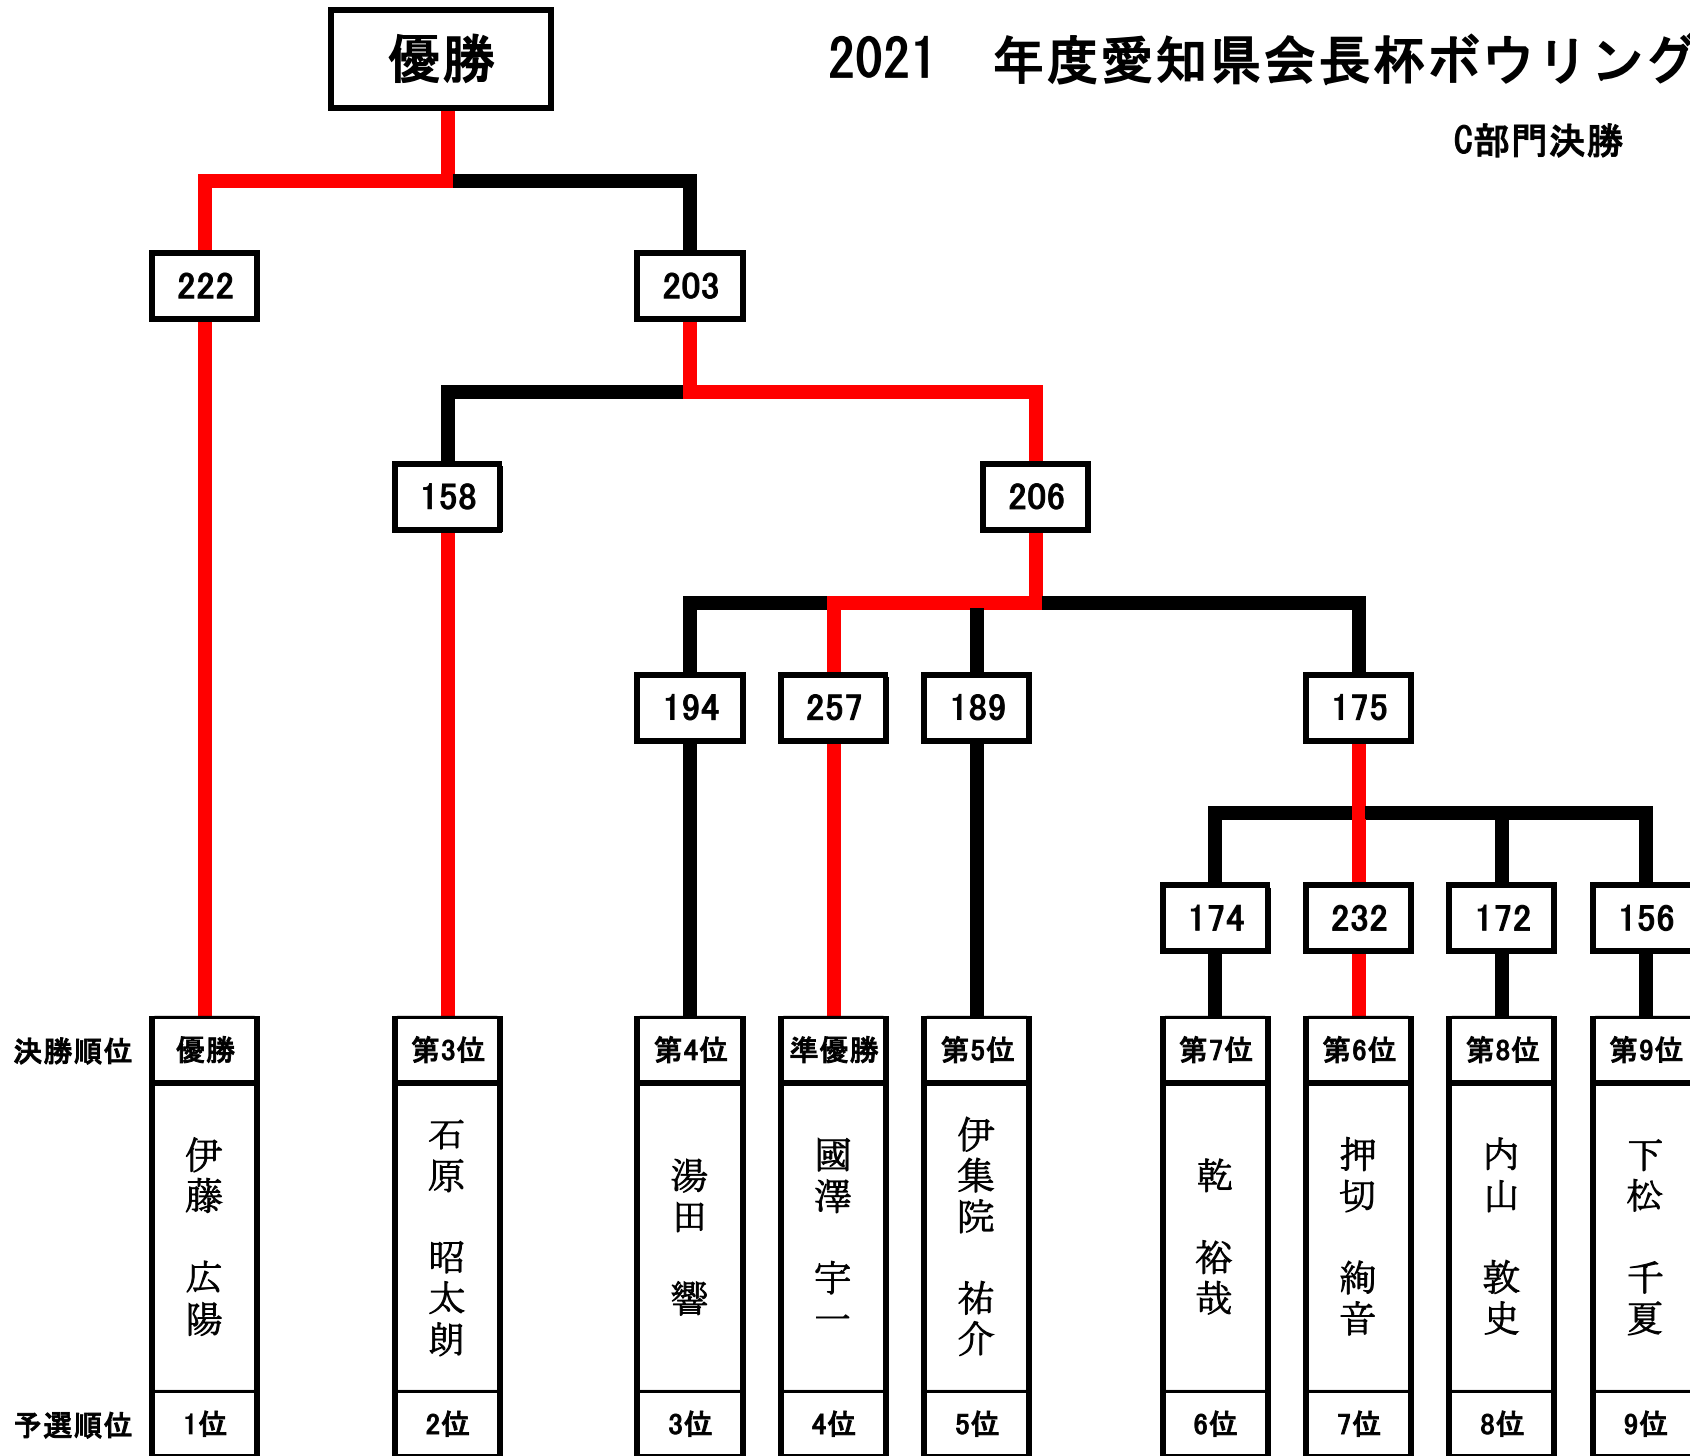 優勝
2021　年度愛知県会長杯ボウリング
C部門決勝
222
203
158
206
194
257
189
175
174
232
172
156
決勝順位
優勝
第3位
第4位
準優勝
第5位
第7位
第6位
第8位
第9位
伊藤　広陽
石原　昭太朗
湯田　響
國澤　宇一
伊集院　祐介
乾　裕哉
押切　絢音
内山　敦史
下松　千夏
予選順位
1位
2位
3位
4位
5位
6位
7位
8位
9位